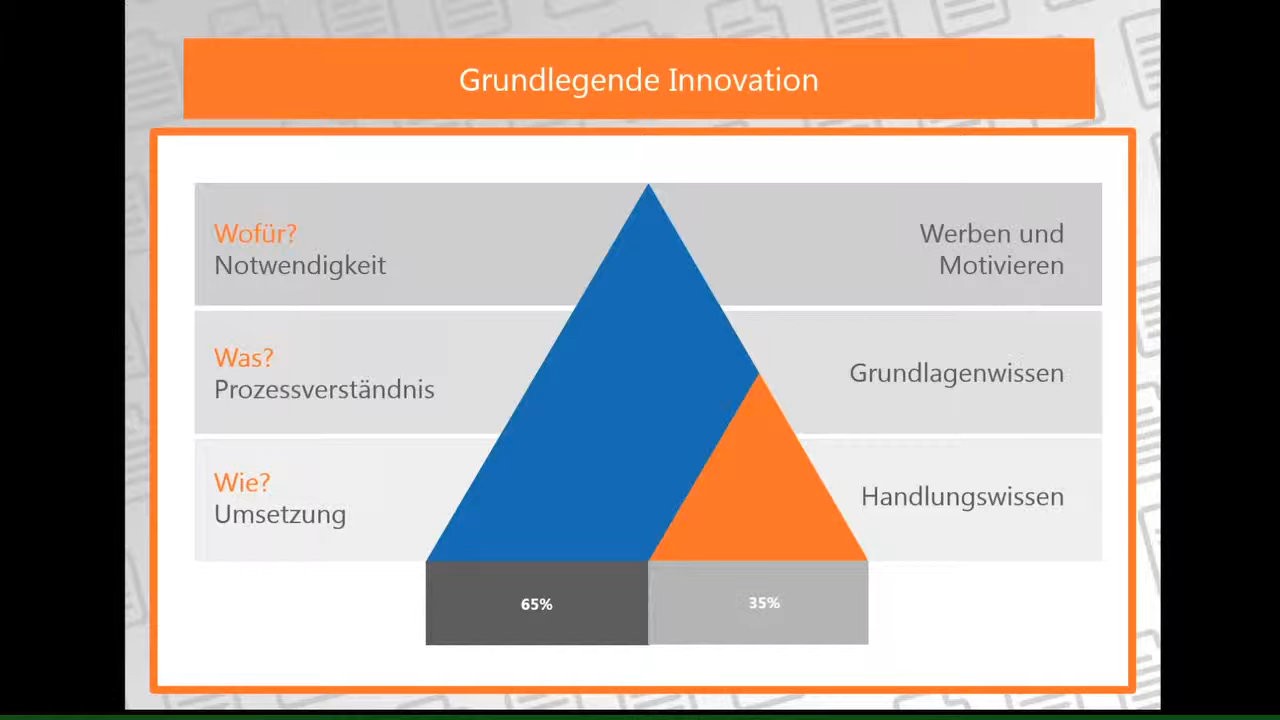 Grundlegende Innovation
Wofür?
Notwendigkeit
Werben und
Motivieren
Was?
Prozessverständnis
Grundlagenwissen
Wie?
Umsetzung
Handlungswissen
65%
35%